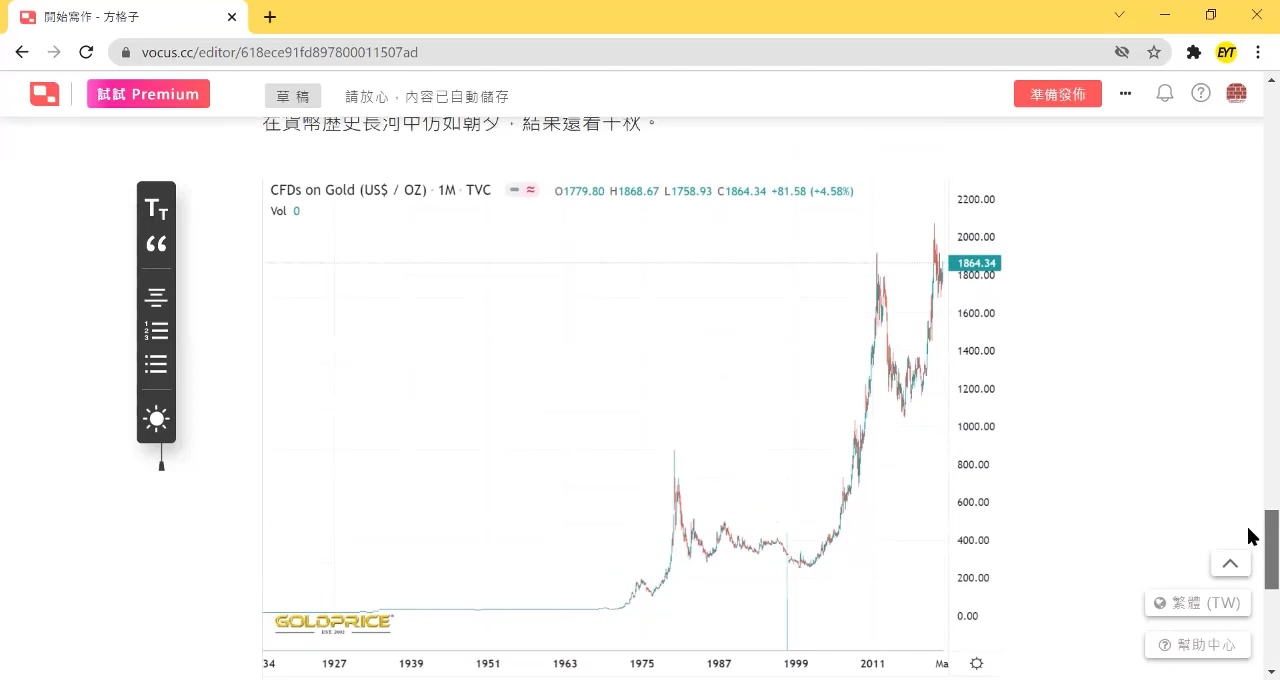 開始寫作 - 方格子
vocus.cc/editor/618ece91fd897800011507ad
EYT
試試 Premium
草 稿
請放心，內容已自動儲存
準備發佈
在貨幣歷史長河中仿如朝夕，結果還看千秋。
CFDs on Gold (US$ / OZ) · 1M · TVC
O1779.80 H1868.67 L1758.93 C1864.34 +81.58 (+4.58%)
Vol 0
2200.00
2000.00
1864.34
1800.00
1600.00
1400.00
1200.00
1000.00
800.00
600.00
400.00
200.00
0.00
GOLDPRICE
EST 2002
34 1927 1939 1951 1963 1975 1987 1999 2011 Ma
繁體 (TW)
幫助中心